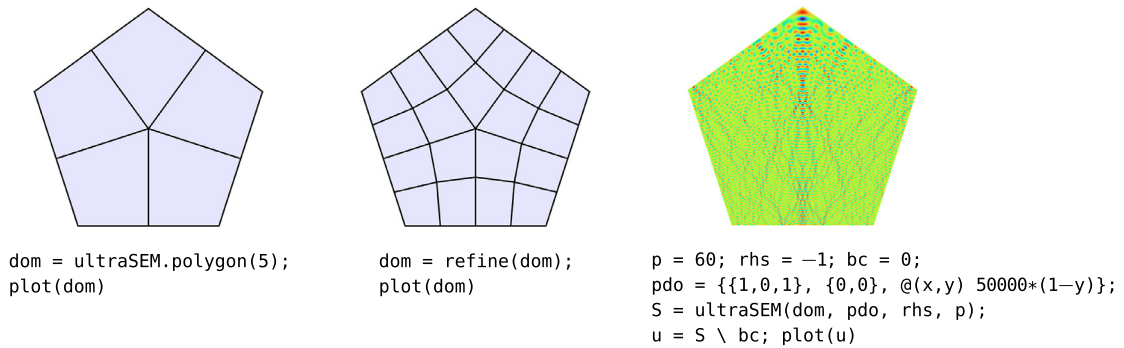 dom = ultraSEM.polygon(5);
plot(dom)
dom = refine(dom);
plot(dom)
p = 60; rhs = −1; bc = 0;
pdo = {{1,0,1}, {0,0}, @(x,y) 50000*(1−y)};
S = ultraSEM(dom, pdo, rhs, p);
u = S \ bc; plot(u)